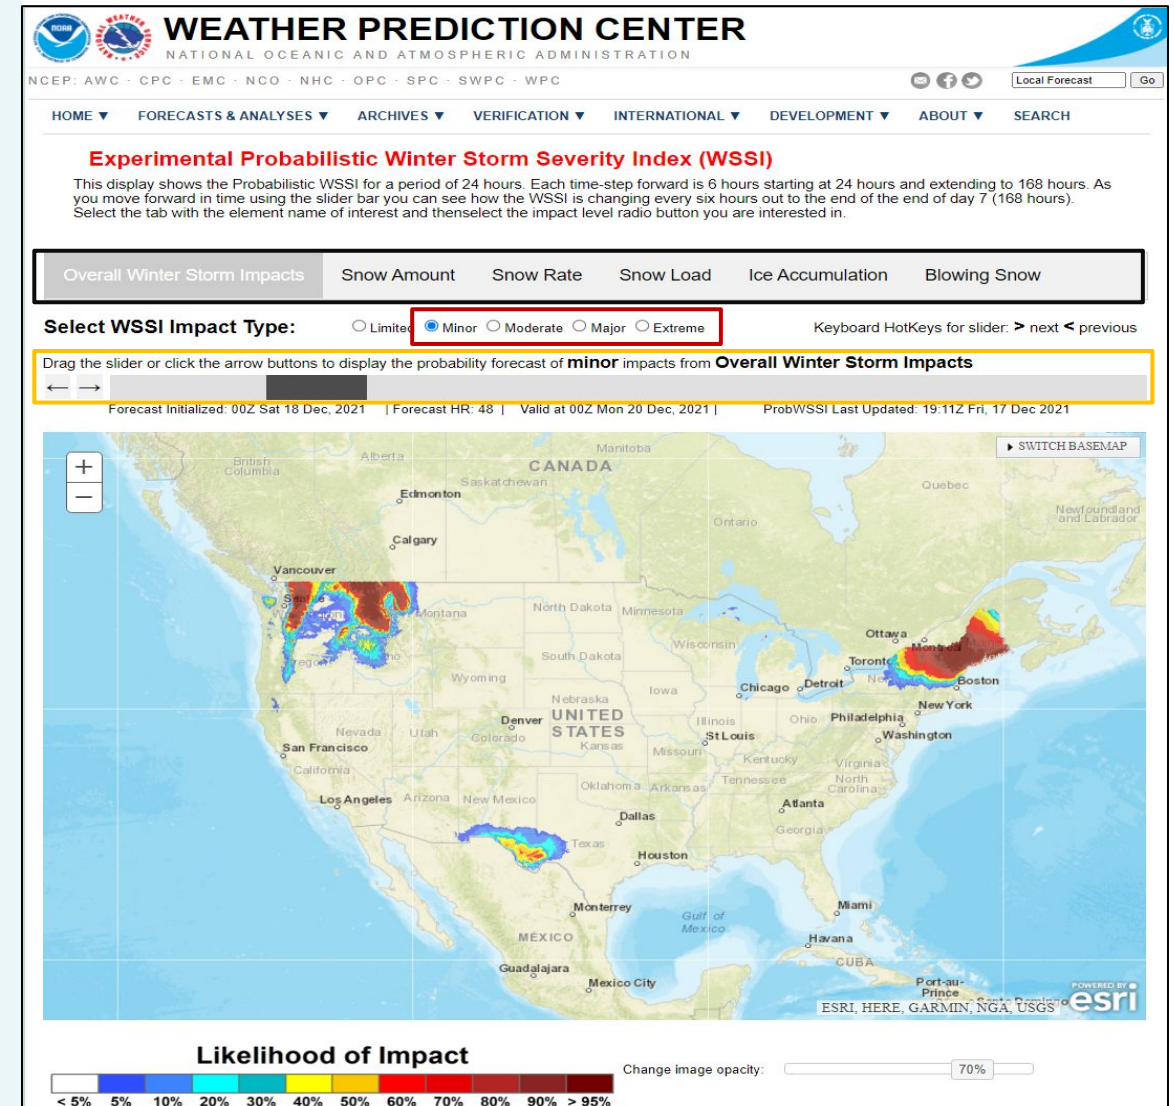 WEATHER PREDICTION CENTER
NATIONAL OCEANIC AND ATMOSPHERIC ADMINISTRATION
NCEP: AWC · CPC · EMC · NCO · NHC · OPC · SPC · SWPC · WPC
Local Forecast Go
HOME ▼ FORECASTS & ANALYSES ▼ ARCHIVES ▼ VERIFICATION ▼ INTERNATIONAL ▼ DEVELOPMENT ▼ ABOUT ▼ SEARCH
Experimental Probabilistic Winter Storm Severity Index (WSSI)
This display shows the Probabilistic WSSI for a period of 24 hours. Each time-step forward is 6 hours starting at 24 hours and extending to 168 hours. As
you move forward in time using the slider bar you can see how the WSSI is changing every six hours out to the end of the end of day 7 (168 hours).
Select the tab with the element name of interest and thenselect the impact level radio button you are interested in.
Overall Winter Storm Impacts Snow Amount Snow Rate Snow Load Ice Accumulation Blowing Snow
Select WSSI Impact Type: Limited Minor Moderate Major Extreme Keyboard HotKeys for slider: > next < previous
Drag the slider or click the arrow buttons to display the probability forecast of minor impacts from Overall Winter Storm Impacts
← →
Forecast Initialized: 00Z Sat 18 Dec, 2021 | Forecast HR: 48 | Valid at 00Z Mon 20 Dec, 2021 | ProbWSSI Last Updated: 19:11Z Fri, 17 Dec 2021
SWITCH BASEMAP
+
−
British
Columbia
Alberta
Manitoba
CANADA
Saskatchewan
Edmonton
Quebec
Newfoundland
and Labrador
Ontario
Calgary
Vancouver
Montana
North Dakota
Minnesota
Ottawa
Montreal
South Dakota
Wisconsin
Toronto
Wyoming
Iowa
Chicago
Detroit
Boston
Nebraska
New York
Denver
UNITED
STATES
Illinois
Ohio
Philadelphia
Nevada
Utah
Colorado
Kansas
Missouri
St Louis
Washington
San Francisco
California
Kentucky
Virginia
Los Angeles
Arizona
New Mexico
Oklahoma
Arkansas
Tennessee
North
Carolina
Dallas
Atlanta
Georgia
Texas
Houston
Monterrey
Gulf of
Mexico
Miami
MÉXICO
Havana
CUBA
Guadalajara
Mexico City
Port-au-
Prince
POWERED BY
esri
ESRI, HERE, GARMIN, NGA, USGS
Likelihood of Impact
Change image opacity: 70%
< 5% 5% 10% 20% 30% 40% 50% 60% 70% 80% 90% > 95%